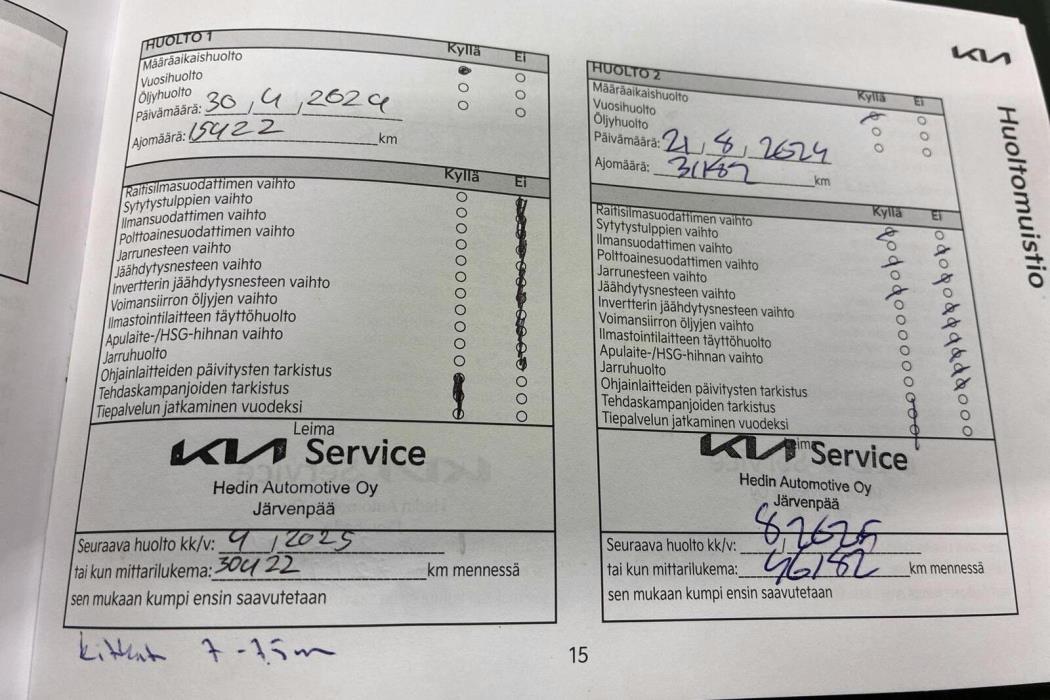 HUOLTO 1 Kyllä Ei
Määräaikaishuolto
Vuosihuolto
Öljyhuolto
Päivämäärä: 30 , 4 , 2024
Ajomäärä: 15422 km
Kyllä Ei
Raitisilmasuodattimen vaihto
Sytytystulppien vaihto
Ilmansuodattimen vaihto
Polttoainesuodattimen vaihto
Jarrunesteen vaihto
Jäähdytysnesteen vaihto
Invertterin jäähdytysnesteen vaihto
Voimansiirron öljyjen vaihto
Ilmastointilaitteen täyttöhuolto
Apulaite-/HSG-hihnan vaihto
Jarruhuolto
Ohjainlaitteiden päivitysten tarkistus
Tehdaskampanjoiden tarkistus
Tiepalvelun jatkaminen vuodeksi
Leima
KIA Service
Hedin Automotive Oy
Järvenpää
Seuraava huolto kk/v: 4 , 2025
tai kun mittarilukema: 30422 km mennessä
sen mukaan kumpi ensin saavutetaan
kitkat 7 - 7,5 m
HUOLTO 2 Kyllä Ei
Määräaikaishuolto
Vuosihuolto
Öljyhuolto
Päivämäärä: 21 , 8 , 2024
Ajomäärä: 31182 km
Kyllä Ei
Raitisilmasuodattimen vaihto
Sytytystulppien vaihto
Ilmansuodattimen vaihto
Polttoainesuodattimen vaihto
Jarrunesteen vaihto
Jäähdytysnesteen vaihto
Invertterin jäähdytysnesteen vaihto
Voimansiirron öljyjen vaihto
Ilmastointilaitteen täyttöhuolto
Apulaite-/HSG-hihnan vaihto
Jarruhuolto
Ohjainlaitteiden päivitysten tarkistus
Tehdaskampanjoiden tarkistus
Tiepalvelun jatkaminen vuodeksi
KIA Service
Hedin Automotive Oy
Järvenpää
Seuraava huolto kk/v: 8, 2025
tai kun mittarilukema: 46182 km mennessä
sen mukaan kumpi ensin saavutetaan
KIA
Huoltomuistio
15